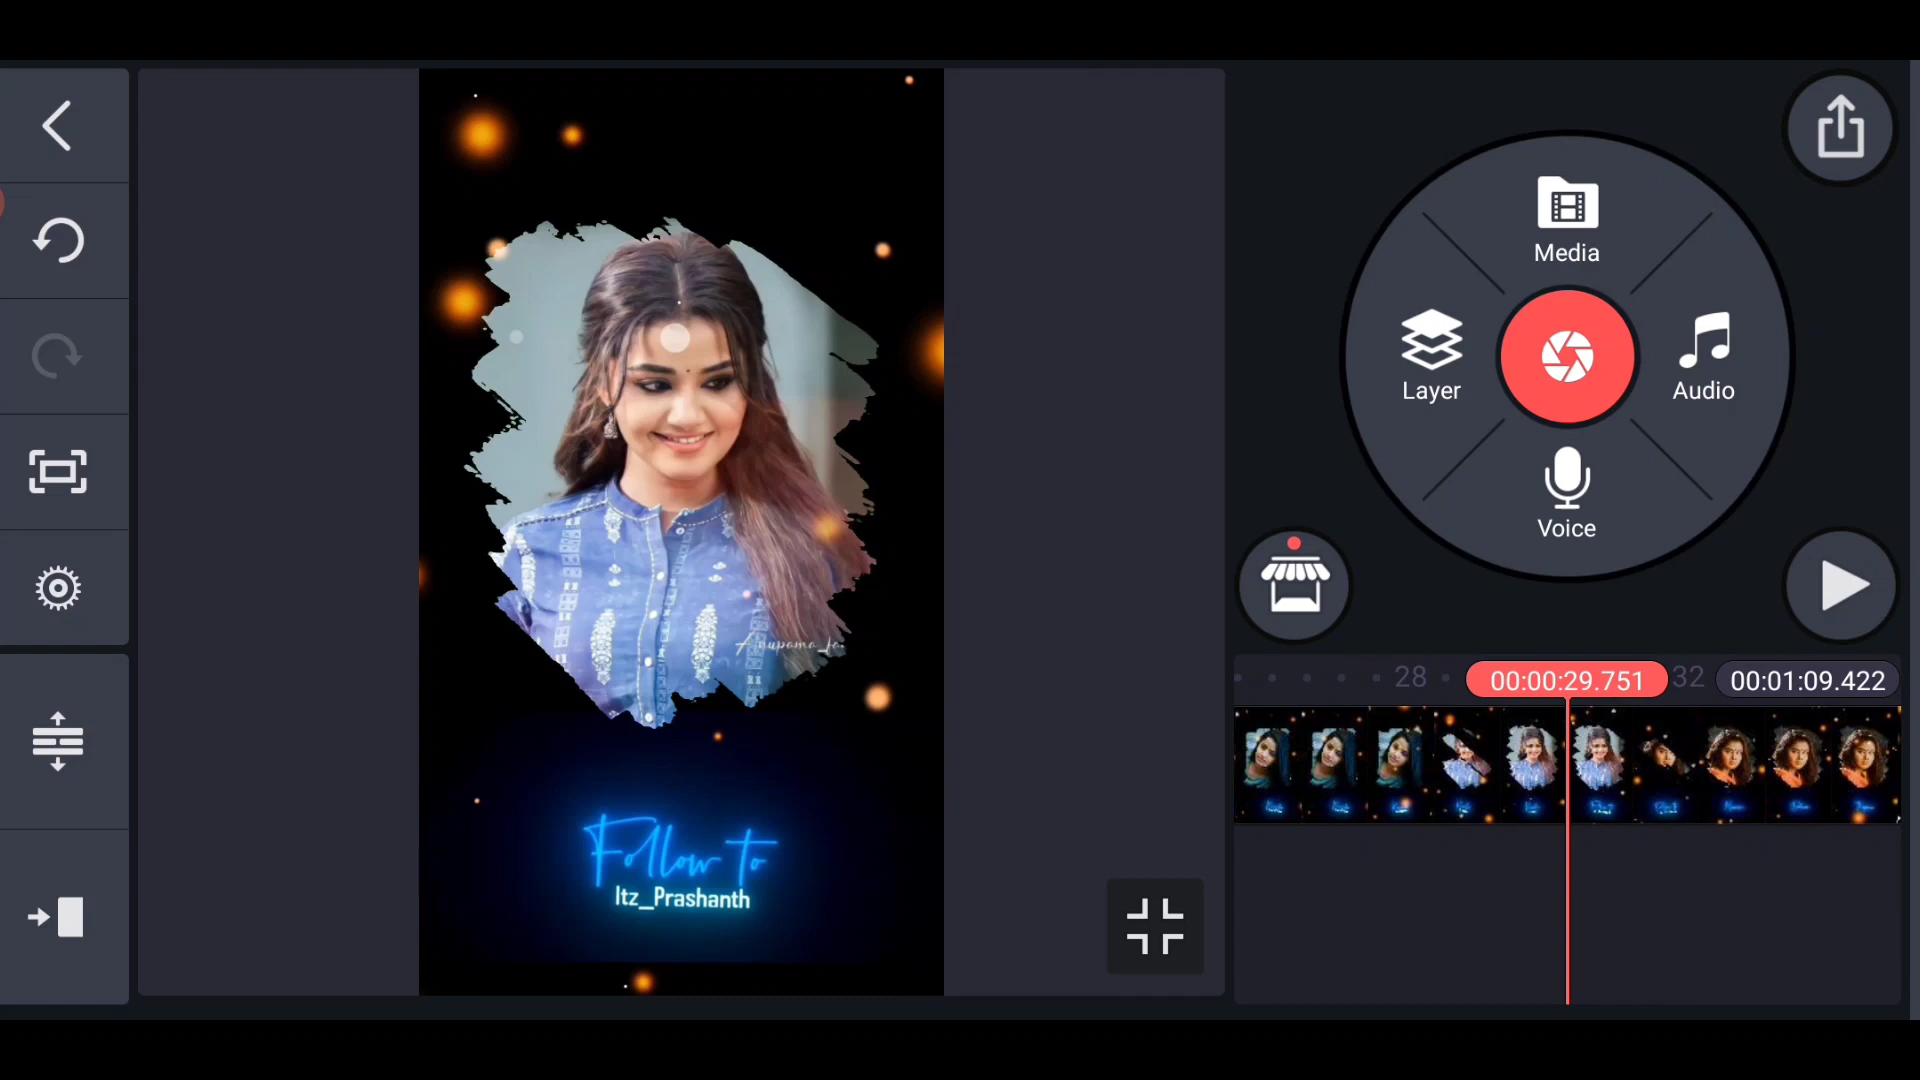 Media
Layer
Audio
Voice
28
00:00:29.751
32
00:01:09.422
Follow to
Itz_Prashanth